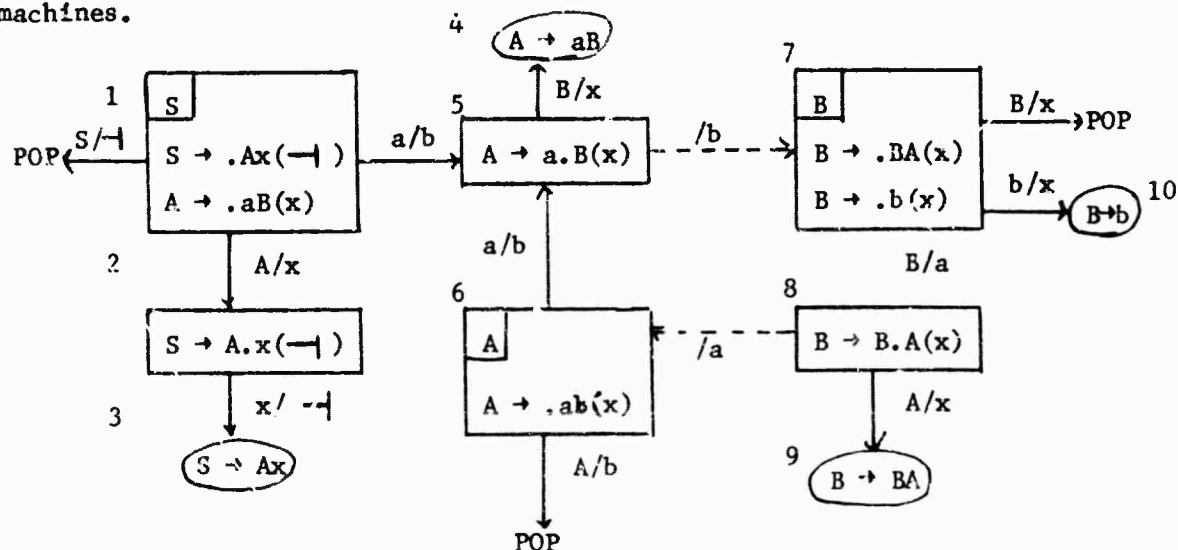 machines.
4
A → aB
B/x
1
S
S → .Ax(⊣)
A → .aB(x)
S/⊣
POP
a/b
5
A → a.B(x)
/b
7
B
B → .BA(x)
B → .b(x)
B/x
POP
b/x
B→b
10
2
A/x
S → A.x(⊣)
a/b
B/a
6
A
A → .ab(x)
/a
8
B → B.A(x)
3
x/ ⊣
S → Ax
A/b
POP
A/x
9
B → BA